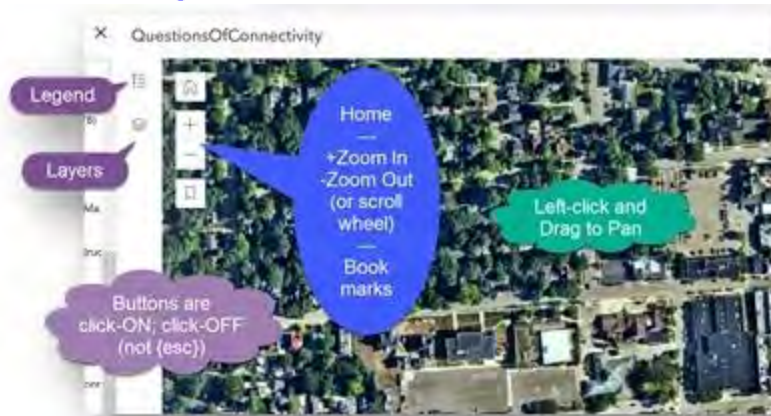 × QuestionsOfConnectivity
Legend
Layers
Home
—
+Zoom In
-Zoom Out
(or scroll
wheel)
—
Book
marks
Left-click and
Drag to Pan
Buttons are
click-ON; click-OFF
(not {esc})